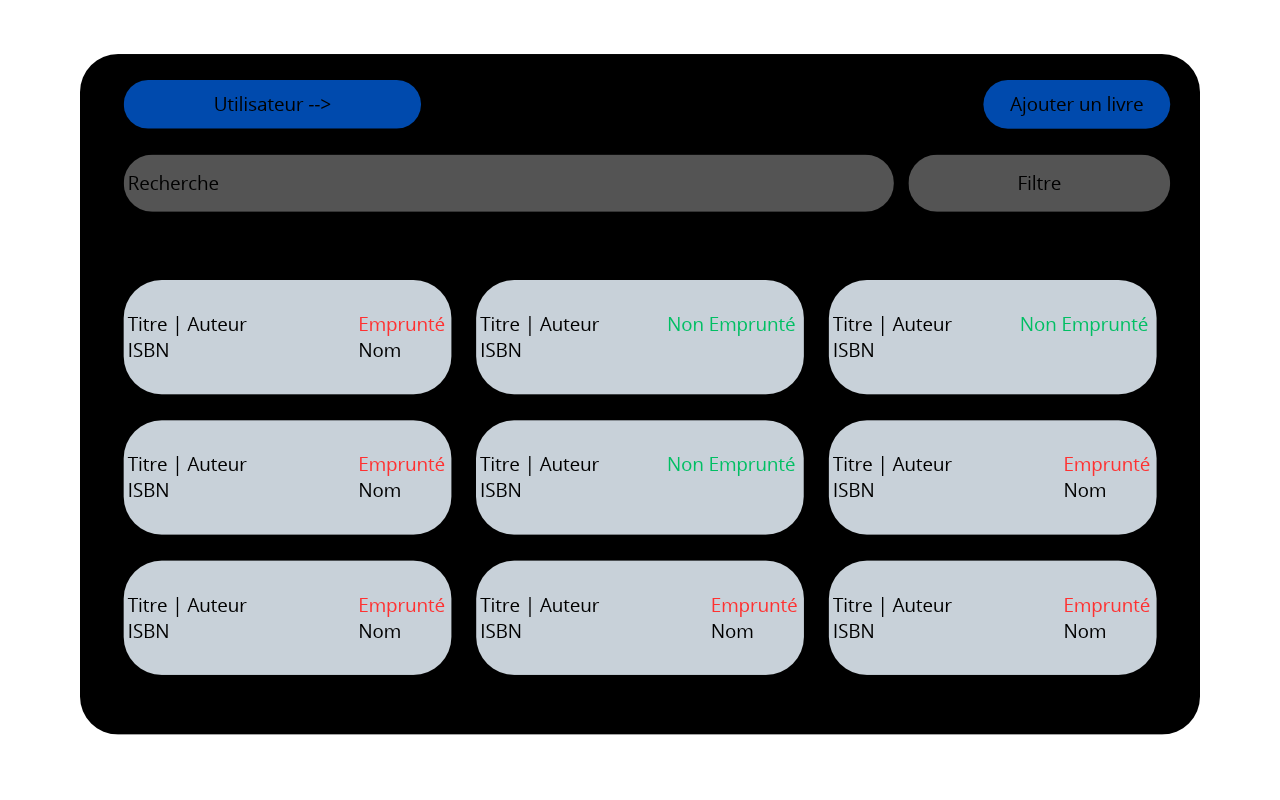 Utilisateur -->
Ajouter un livre
Recherche
Filtre
Titre | Auteur
Emprunté
ISBN
Nom
Titre | Auteur
Non Emprunté
ISBN
Titre | Auteur
Non Emprunté
ISBN
Titre | Auteur
Emprunté
ISBN
Nom
Titre | Auteur
Non Emprunté
ISBN
Titre | Auteur
Emprunté
ISBN
Nom
Titre | Auteur
Emprunté
ISBN
Nom
Titre | Auteur
Emprunté
ISBN
Nom
Titre | Auteur
Emprunté
ISBN
Nom